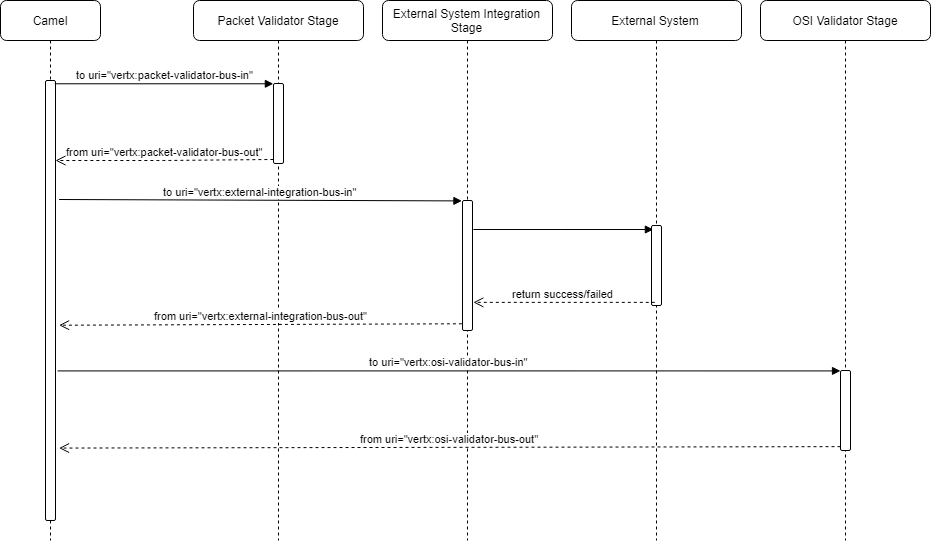 Camel
Packet Validator Stage
External System Integration
Stage
External System
OSI Validator Stage
to uri="vertx:packet-validator-bus-in"
from uri="vertx:packet-validator-bus-out"
to uri="vertx:external-integration-bus-in"
return success/failed
from uri="vertx:external-integration-bus-out"
to uri="vertx:osi-validator-bus-in"
from uri="vertx:osi-validator-bus-out"